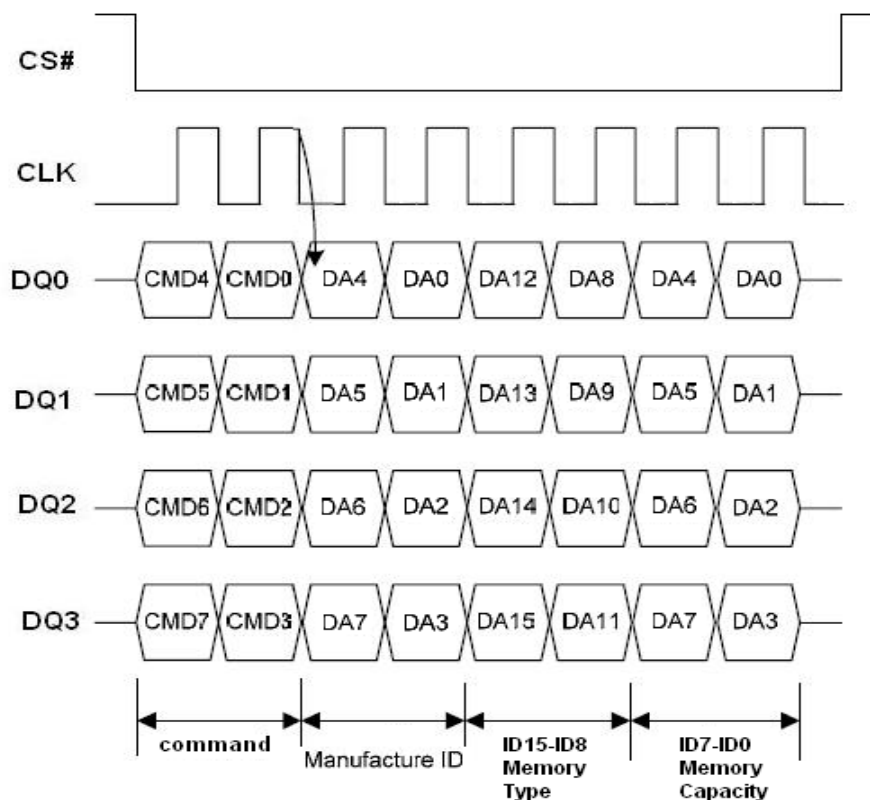 CS#
CLK
DQ0 CMD4 CMD0 DA4 DA0 DA12 DA8 DA4 DA0
DQ1 CMD5 CMD1 DA5 DA1 DA13 DA9 DA5 DA1
DQ2 CMD6 CMD2 DA6 DA2 DA14 DA10 DA6 DA2
DQ3 CMD7 CMD3 DA7 DA3 DA15 DA11 DA7 DA3
command
Manufacture ID
ID15-ID8
Memory
Type
ID7-ID0
Memory
Capacity